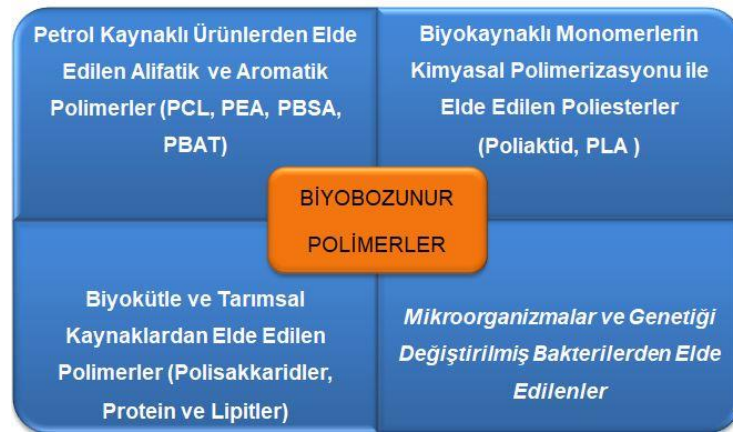 Petrol Kaynaklı Ürünlerden Elde
Edilen Alifatik ve Aromatik
Polimerler (PCL, PEA, PBSA,
PBAT)
Biyokaynaklı Monomerlerin
Kimyasal Polimerizasyonu ile
Elde Edilen Poliesterler
(Poliaktid, PLA )
BİYOBOZUNUR
POLİMERLER
Biyokütle ve Tarımsal
Kaynaklardan Elde Edilen
Polimerler (Polisakkaridler,
Protein ve Lipitler)
Mikroorganizmalar ve Genetiği
Değiştirilmiş Bakterilerden Elde
Edilenler